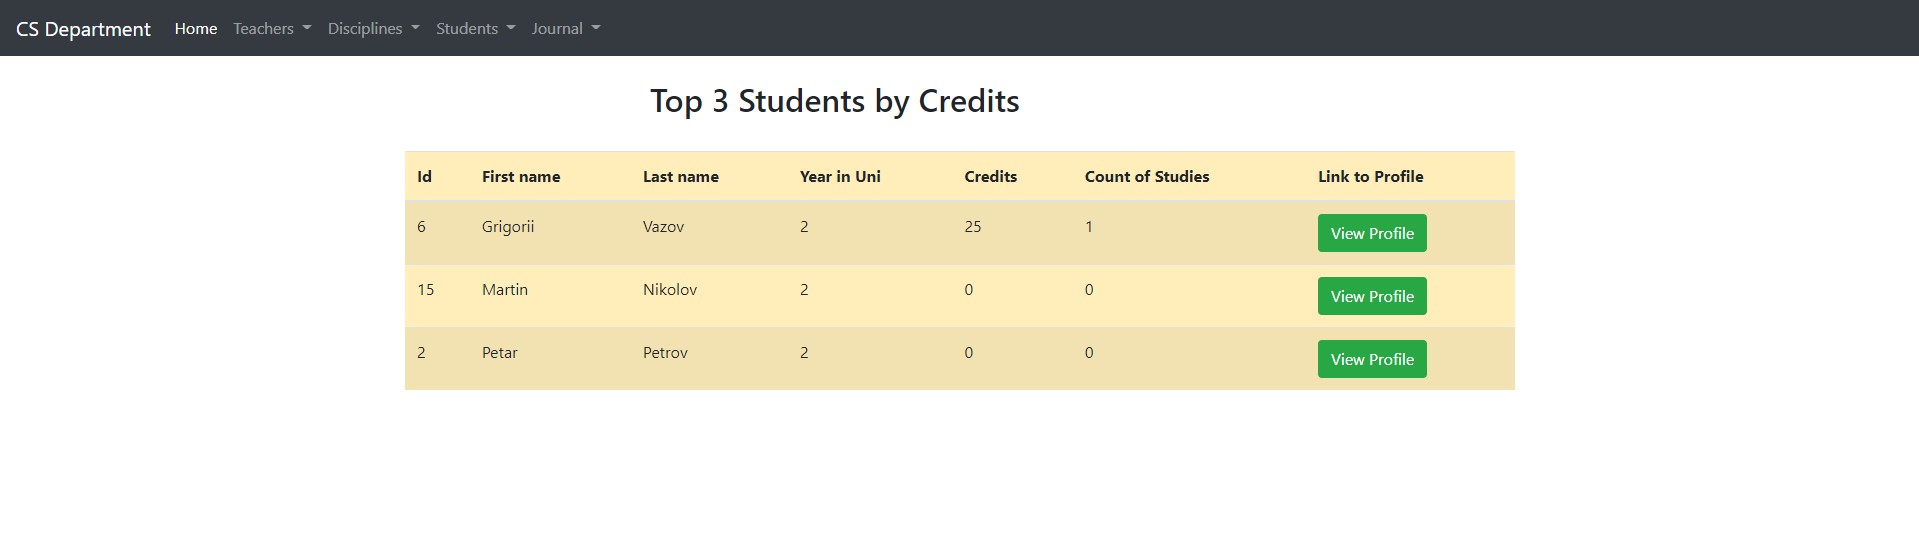 CS Department Home Teachers Disciplines Students Journal
Top 3 Students by Credits
Id First name Last name Year in Uni Credits Count of Studies Link to Profile
6 Grigorii Vazov 2 25 1 View Profile
15 Martin Nikolov 2 0 0 View Profile
2 Petar Petrov 2 0 0 View Profile